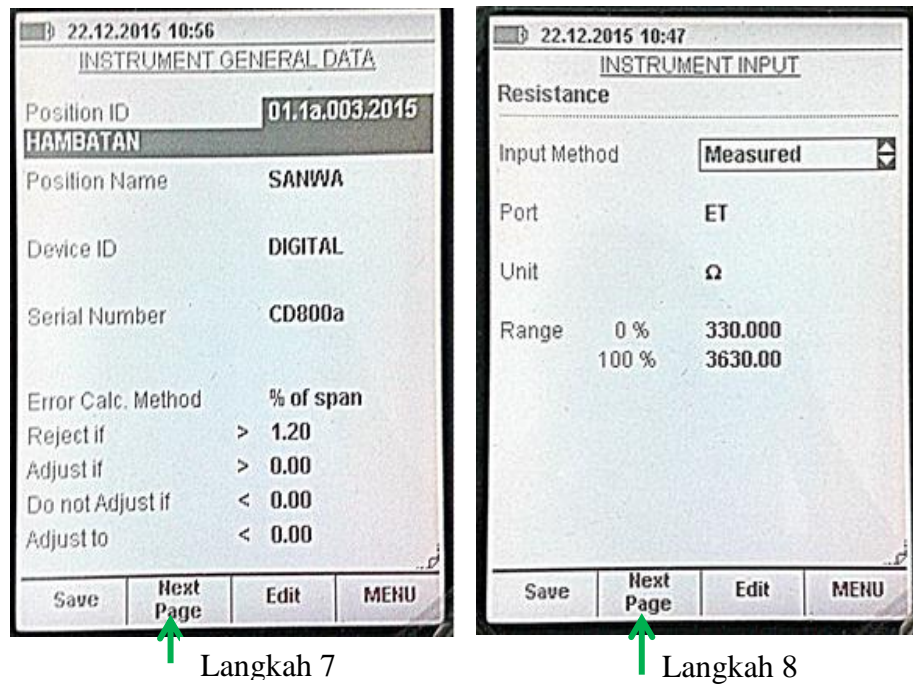 22.12.2015 10:56
INSTRUMENT GENERAL DATA
Position ID 01.1a.003.2015
HAMBATAN
Position Name SANWA
Device ID DIGITAL
Serial Number CD800a
Error Calc. Method % of span
Reject if > 1.20
Adjust if > 0.00
Do not Adjust if < 0.00
Adjust to < 0.00
Save Next Page Edit MENU
Langkah 7
22.12.2015 10:47
INSTRUMENT INPUT
Resistance
Input Method Measured
Port ET
Unit Ω
Range 0 % 330.000
100 % 3630.00
Save Next Page Edit MENU
Langkah 8